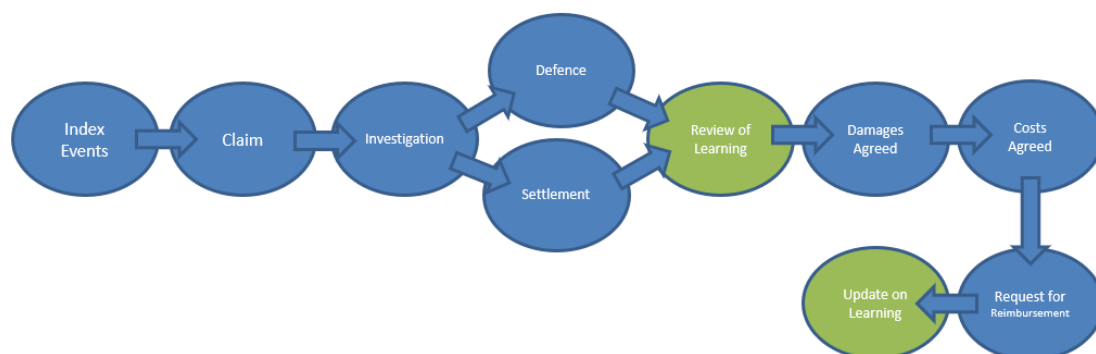 Index
Events
Claim
Investigation
Defence
Settlement
Review of
Learning
Damages
Agreed
Costs
Agreed
Update on
Learning
Request for
Reimbursement